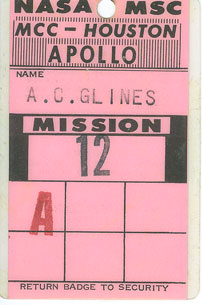 NASA MSC
MCC - HOUSTON
APOLLO
NAME
A.C.GLINES
MISSION
12
A
RETURN BADGE TO SECURITY